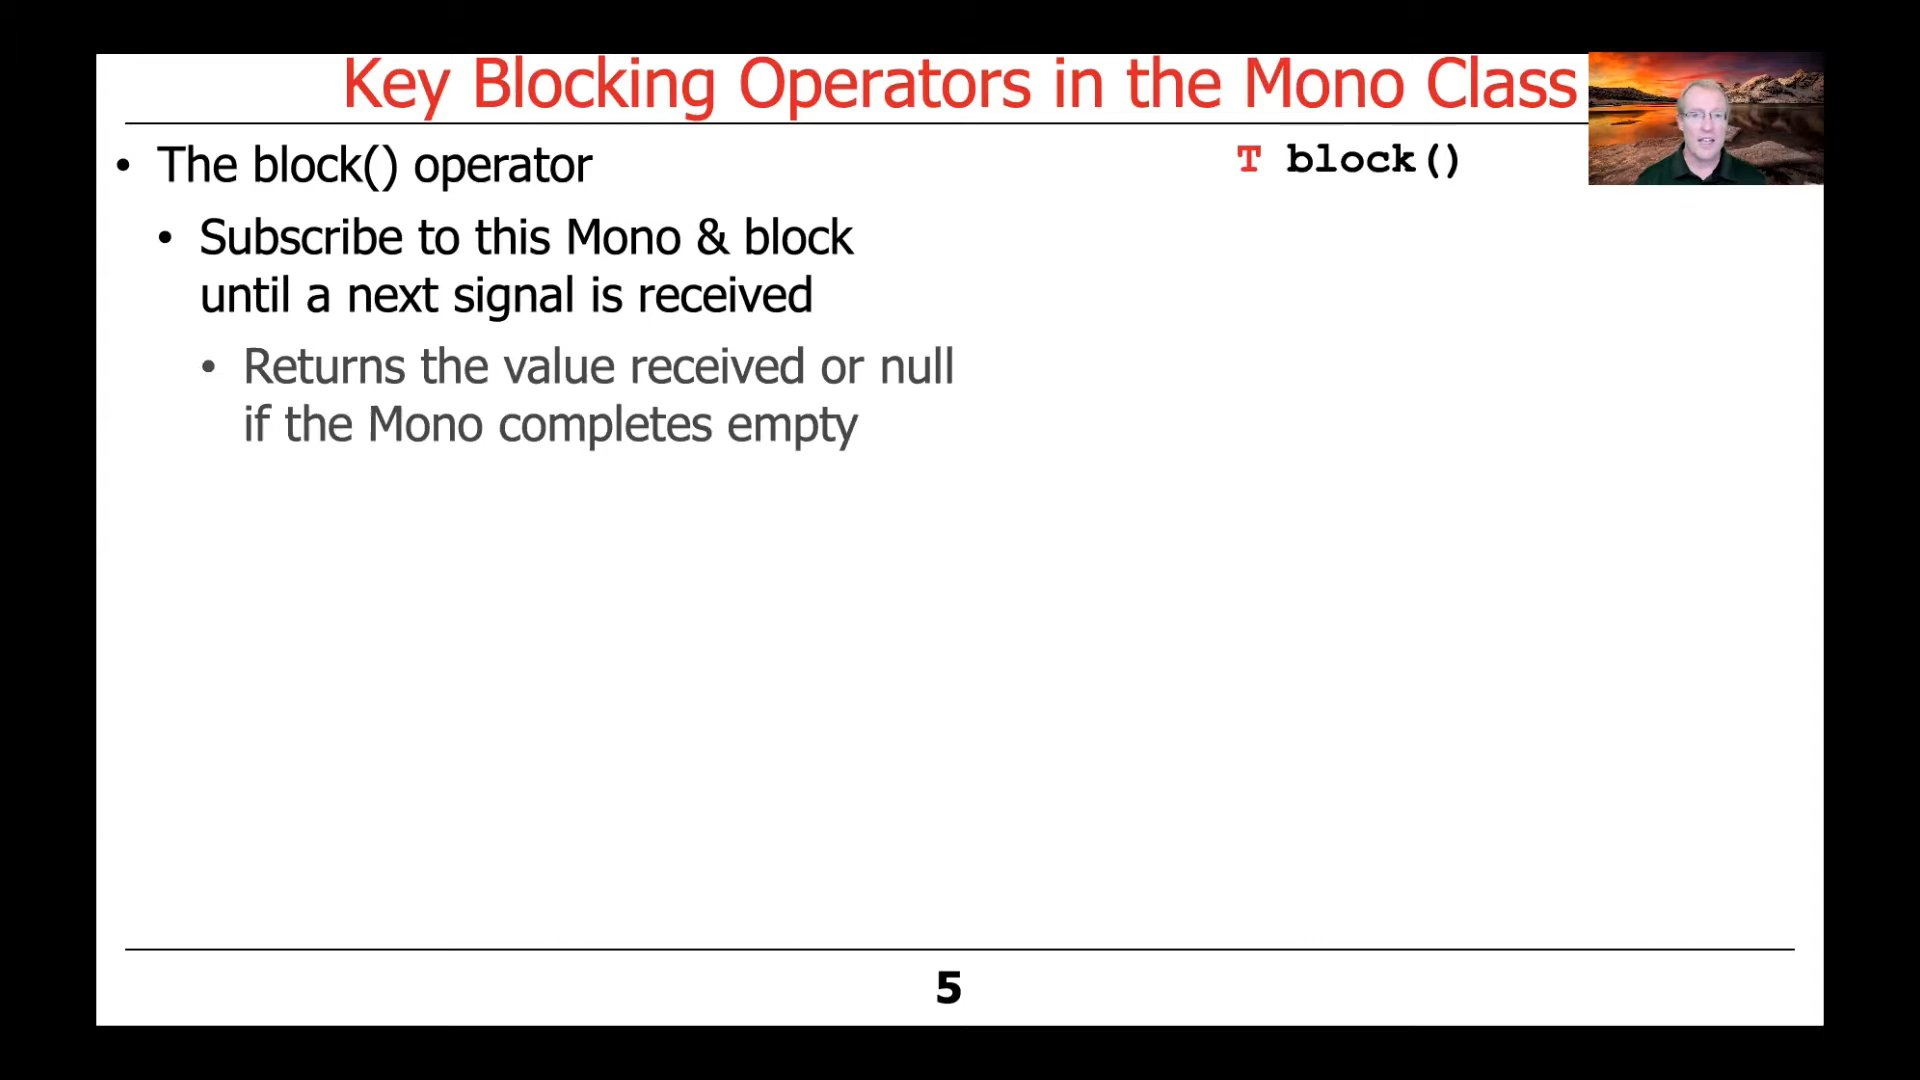 Key Blocking Operators in the Mono Class
• The block() operator
T block()
• Subscribe to this Mono & block
until a next signal is received
• Returns the value received or null
if the Mono completes empty
5